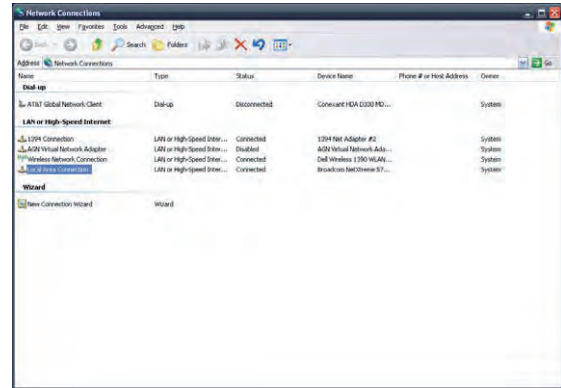 Network Connections
File Edit View Favorites Tools Advanced Help
Back Search Folders
Address Network Connections Go
Name Type Status Device Name Phone # or Host Address Owner
Dial-up
AT&T Global Network Client Dial-up Disconnected Conexant HDA D330 MD... System
LAN or High-Speed Internet
1394 Connection LAN or High-Speed Inter... Connected 1394 Net Adapter #2 System
AGN Virtual Network Adapter LAN or High-Speed Inter... Disabled AGN Virtual Network Ada... System
Wireless Network Connection LAN or High-Speed Inter... Connected Dell Wireless 1390 WLAN... System
Local Area Connection LAN or High-Speed Inter... Connected Broadcom NetXtreme 57... System
Wizard
New Connection Wizard Wizard